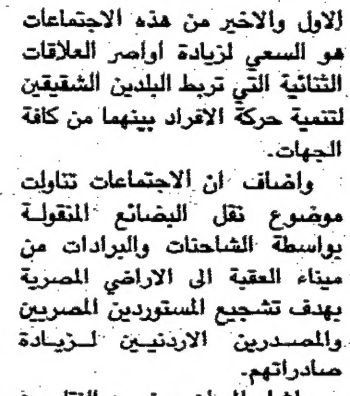 الاول والاخير من هذه الاجتماعات
هو السعي لزيادة اواصر العلاقات
الثنائية التي تربط البلدين الشقيقين
لتنمية حركة الافراد بينهما من كافة
الجهات.
واضاف ان الاجتماعات تناولت
موضوع نقل البضائع المنقولة
بواسطة الشاحنات والبرادات من
ميناء العقبة الى الاراضي المصرية
بهدف تشجيع المستوردين المصريين
والمصدرين الاردنيين لـزيـادة
صادراتهم.